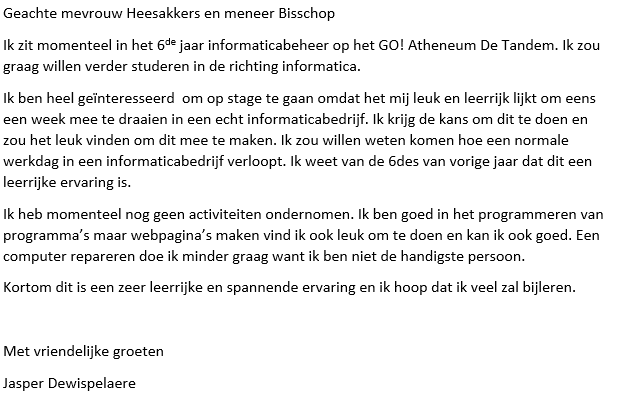 Geachte mevrouw Heesakkers en meneer Bisschop
Ik zit momenteel in het 6de jaar informaticabeheer op het GO! Atheneum De Tandem. Ik zou
graag willen verder studeren in de richting informatica.
Ik ben heel geïnteresseerd  om op stage te gaan omdat het mij leuk en leerrijk lijkt om eens
een week mee te draaien in een echt informaticabedrijf. Ik krijg de kans om dit te doen en
zou het leuk vinden om dit mee te maken. Ik zou willen weten komen hoe een normale
werkdag in een informaticabedrijf verloopt. Ik weet van de 6des van vorige jaar dat dit een
leerrijke ervaring is.
Ik heb momenteel nog geen activiteiten ondernomen. Ik ben goed in het programmeren van
programma's maar webpagina's maken vind ik ook leuk om te doen en kan ik ook goed. Een
computer repareren doe ik minder graag want ik ben niet de handigste persoon.
Kortom dit is een zeer leerrijke en spannende ervaring en ik hoop dat ik veel zal bijleren.
Met vriendelijke groeten
Jasper Dewispelaere